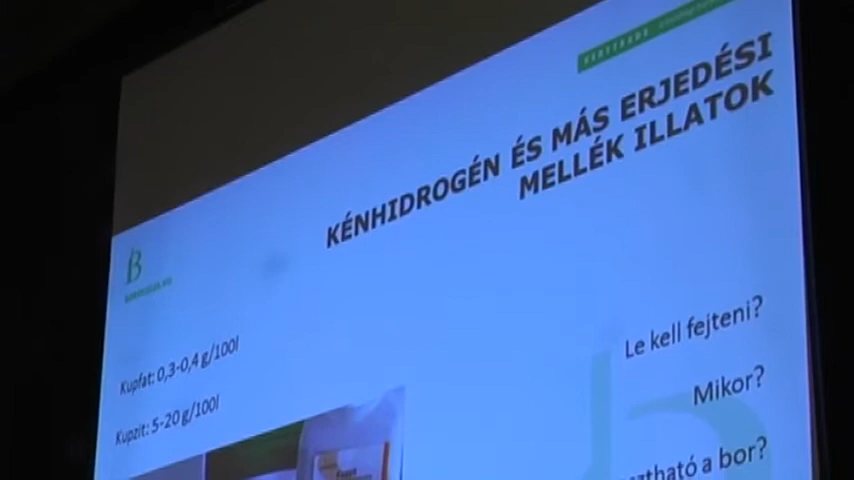 KÉNHIDROGÉN ÉS MÁS ERJEDÉSI
MELLÉK ILLATOK
Kupfat: 0,3-0,4 g/100l
Kupzit: 5-20 g/100l
Le kell fejteni?
Mikor?
a bor?